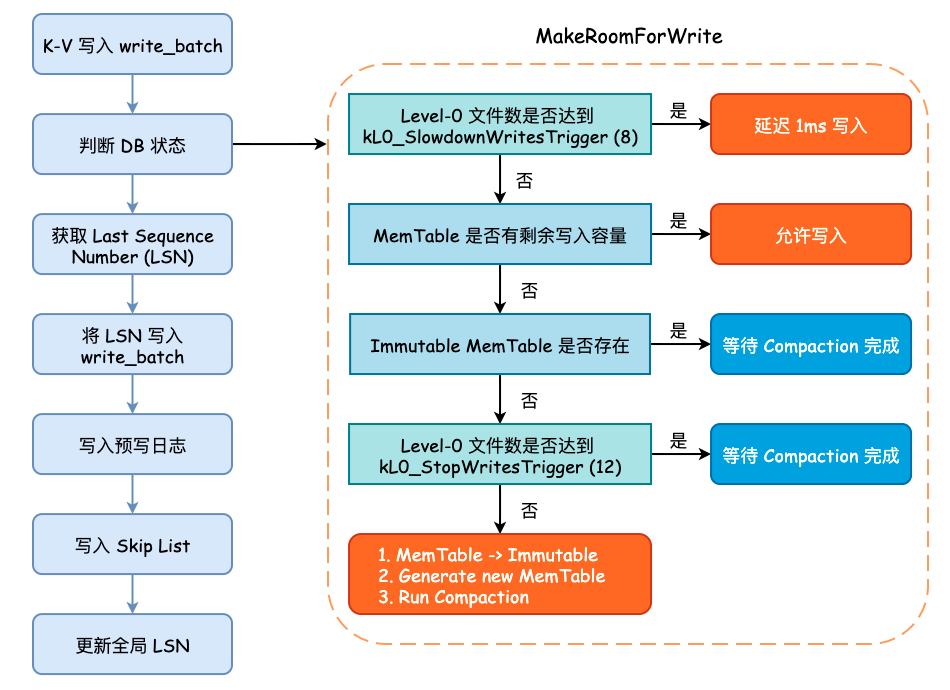 K-V 写入 write_batch
判断 DB 状态
获取 Last Sequence
Number (LSN)
将 LSN 写入
write_batch
写入预写日志
写入 Skip List
更新全局 LSN
MakeRoomForWrite
Level-0 文件数是否达到
kL0_SlowdownWritesTrigger (8)
是
延迟 1ms 写入
否
MemTable 是否有剩余写入容量
是
允许写入
否
Immutable MemTable 是否存在
是
等待 Compaction 完成
否
Level-0 文件数是否达到
kL0_StopWritesTrigger (12)
是
等待 Compaction 完成
否
1. MemTable -> Immutable
2. Generate new MemTable
3. Run Compaction